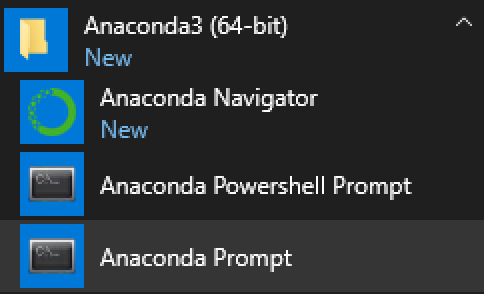 Anaconda3 (64-bit)
New
Anaconda Navigator
New
Anaconda Powershell Prompt
Anaconda Prompt